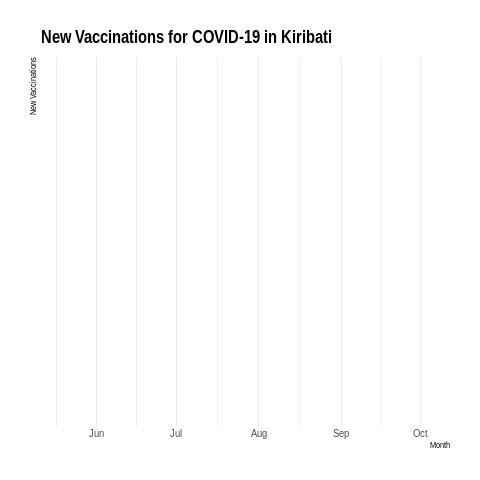 New Vaccinations for COVID-19 in Kiribati
New Vaccinations
Jun Jul Aug Sep Oct
Month